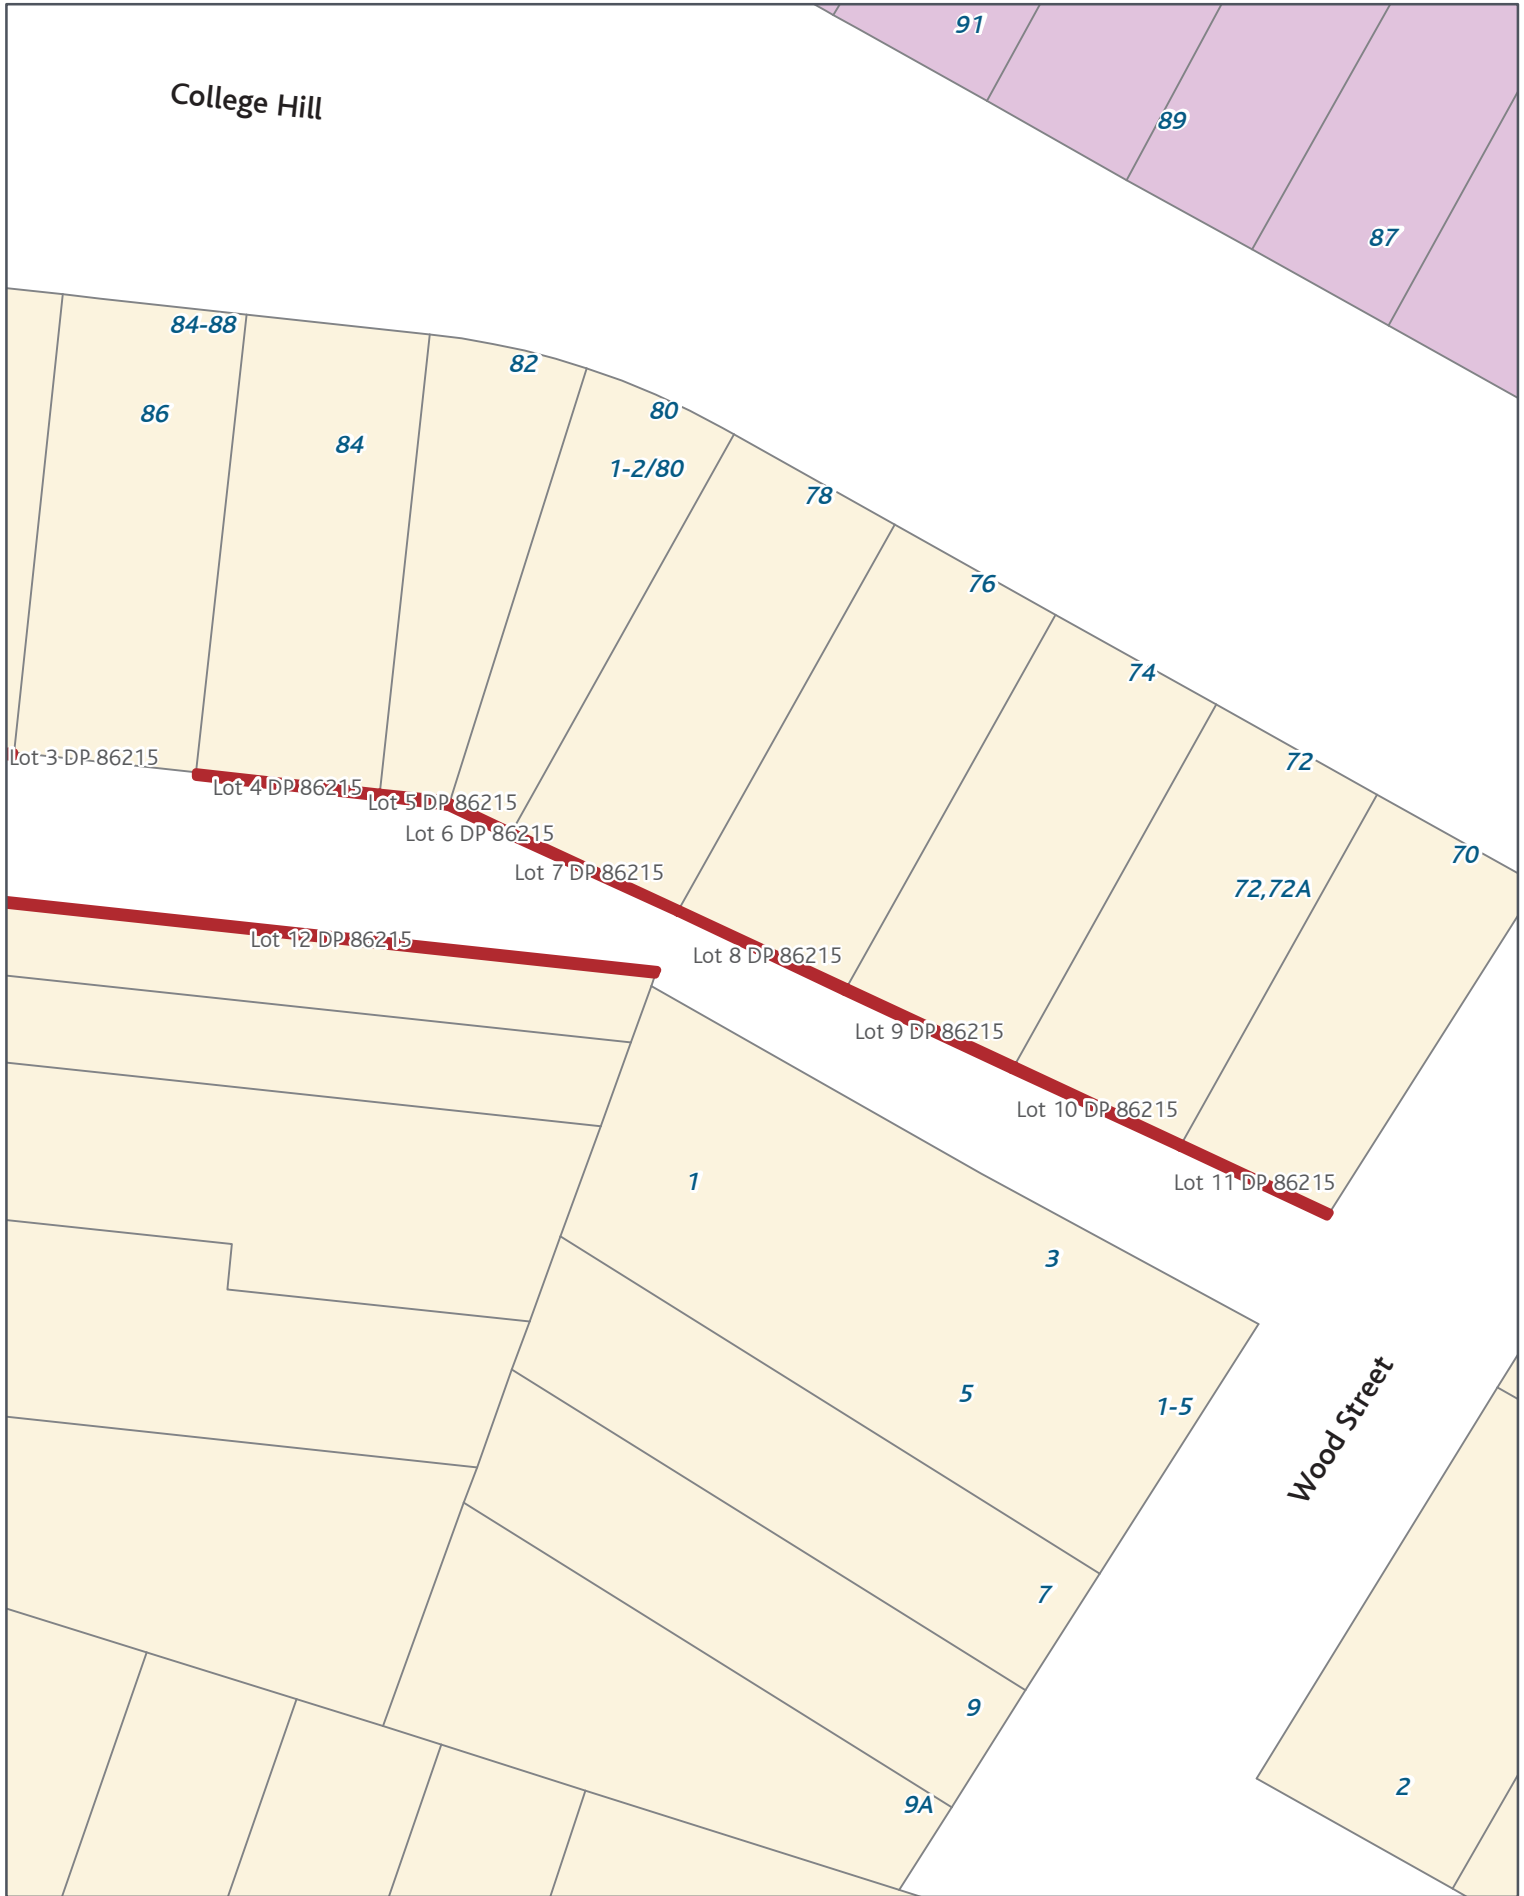 91
College Hill
89
87
84-88
82
86
80
84
1-2/80
78
76
74
72
Lot 3 DP 86215
Lot 4 DP 86215
Lot 5 DP 86215
Lot 6 DP 86215
70
Lot 7 DP 86215
72,72A
Lot 12 DP 86215
Lot 8 DP 86215
Lot 9 DP 86215
Lot 10 DP 86215
1
Lot 11 DP 86215
3
5
1-5
Wood Street
7
9
2
9A